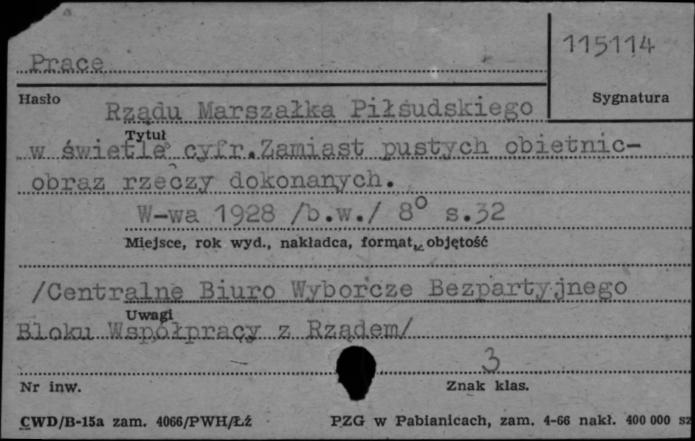 115114
Prace
Hasło
Sygnatura
Rządu Marszałka Piłsudskiego
Tytuł
w świetle cyfr.Zamiast pustych obietnic-
obraz rzeczy dokonanych.
W-wa 1928 /b.w./ 8° s.32
Miejsce, rok wyd., nakładca, format, objętość
/Centralne Biuro Wyborcze Bezpartyjnego
Uwagi
Bloku Współpracy z Rządem/
3
Nr inw.
Znak klas.
CWD/B-15a zam. 4066/PWH/Łź
PZG w Pabianicach, zam. 4-66 nakł. 400 000 sz